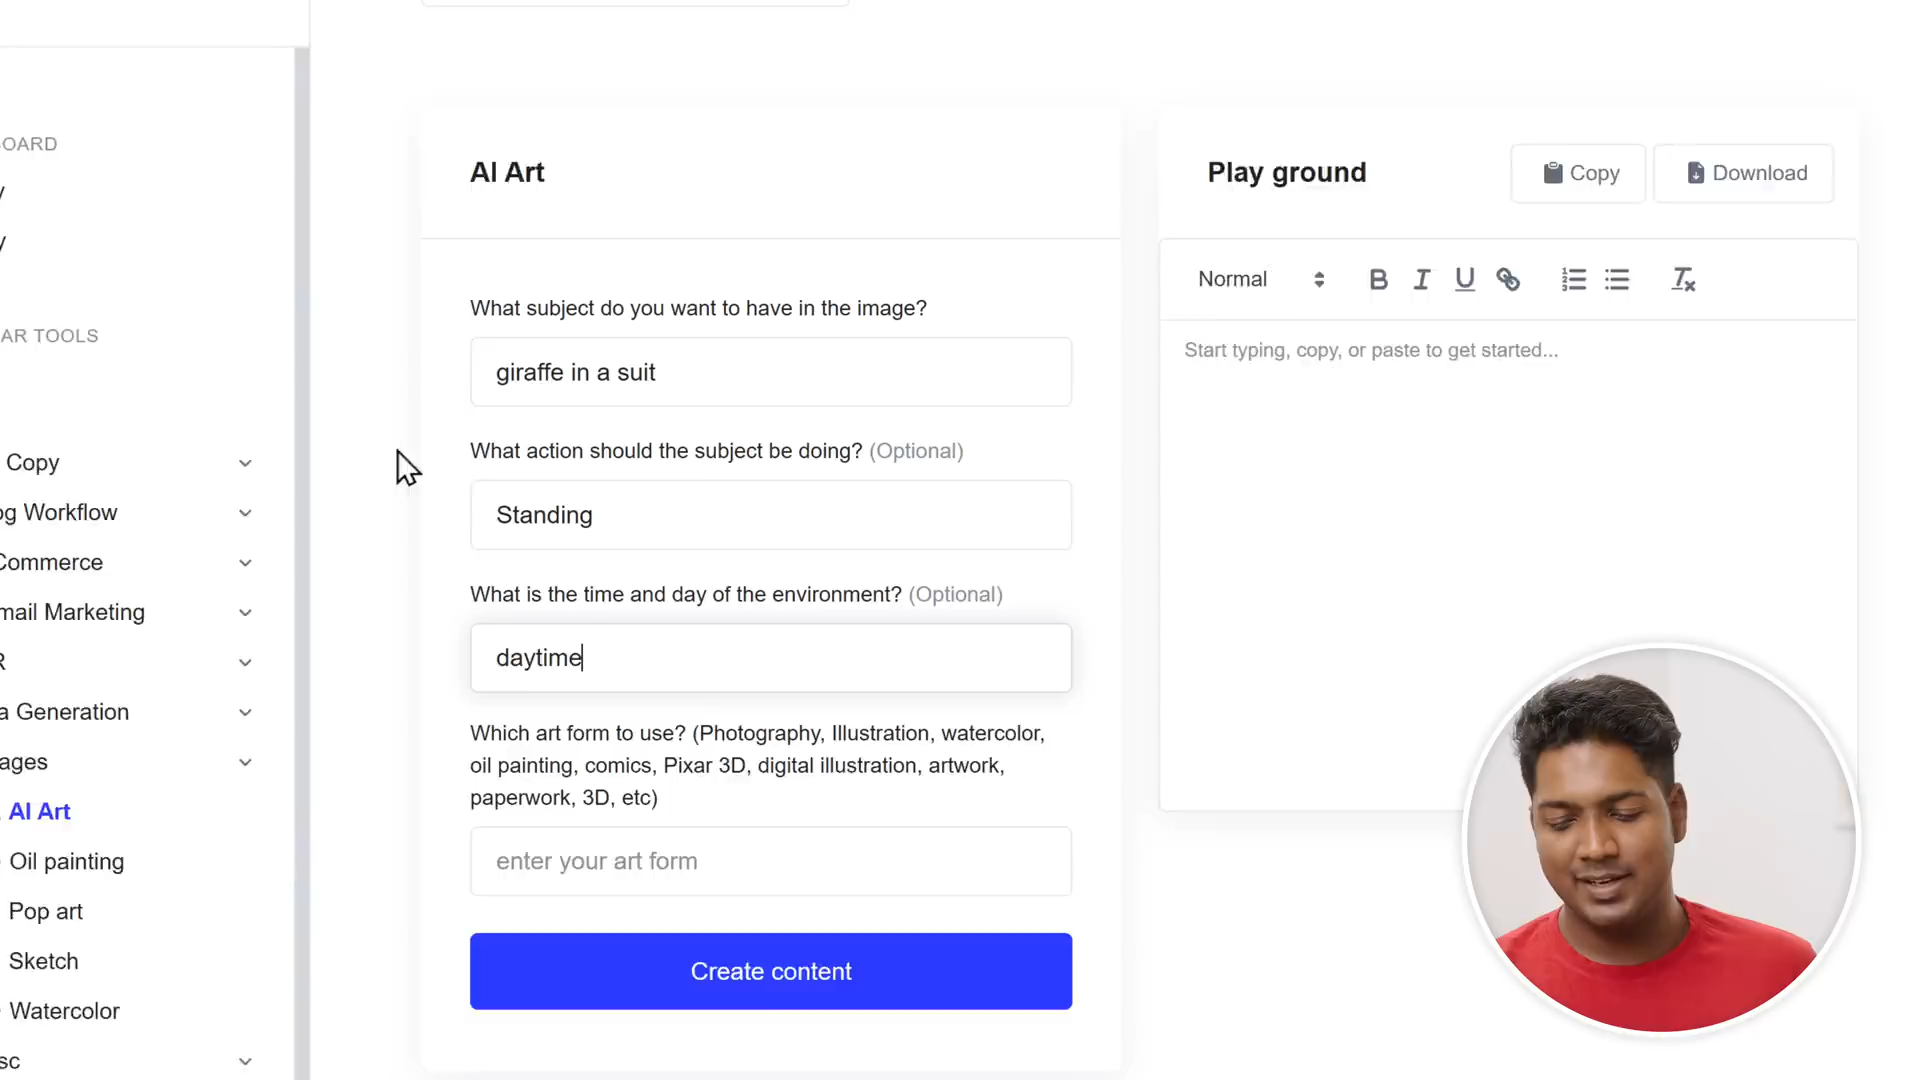 OARD
AR TOOLS
Copy
og Workflow
Commerce
mail Marketing
R
a Generation
ages
AI Art
Oil painting
Pop art
Sketch
Watercolor
sc
AI Art
What subject do you want to have in the image?
giraffe in a suit
What action should the subject be doing? (Optional)
Standing
What is the time and day of the environment? (Optional)
daytime
Which art form to use? (Photography, Illustration, watercolor,
oil painting, comics, Pixar 3D, digital illustration, artwork,
paperwork, 3D, etc)
enter your art form
Create content
Play ground
Copy
Download
Normal
Start typing, copy, or paste to get started...